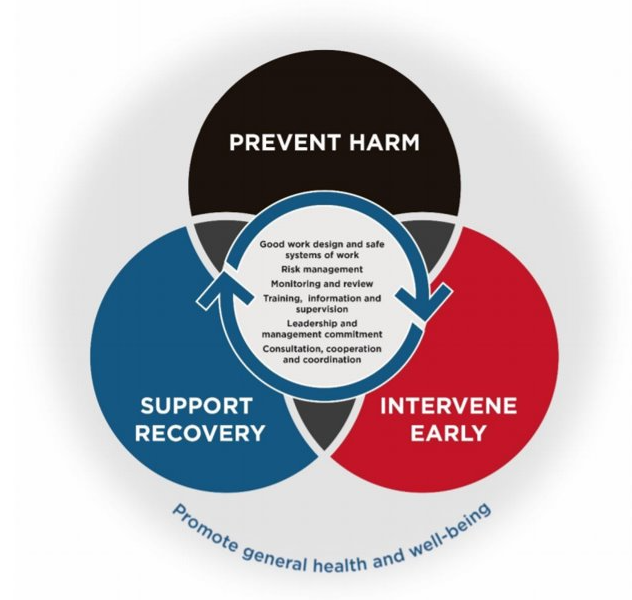 PREVENT HARM
Good work design and safe
systems of work
Risk management
Monitoring and review
Training, information and
supervision
Leadership and
management commitment
Consultation, cooperation
and coordination
SUPPORT
RECOVERY
INTERVENE
EARLY
Promote general health and well-being